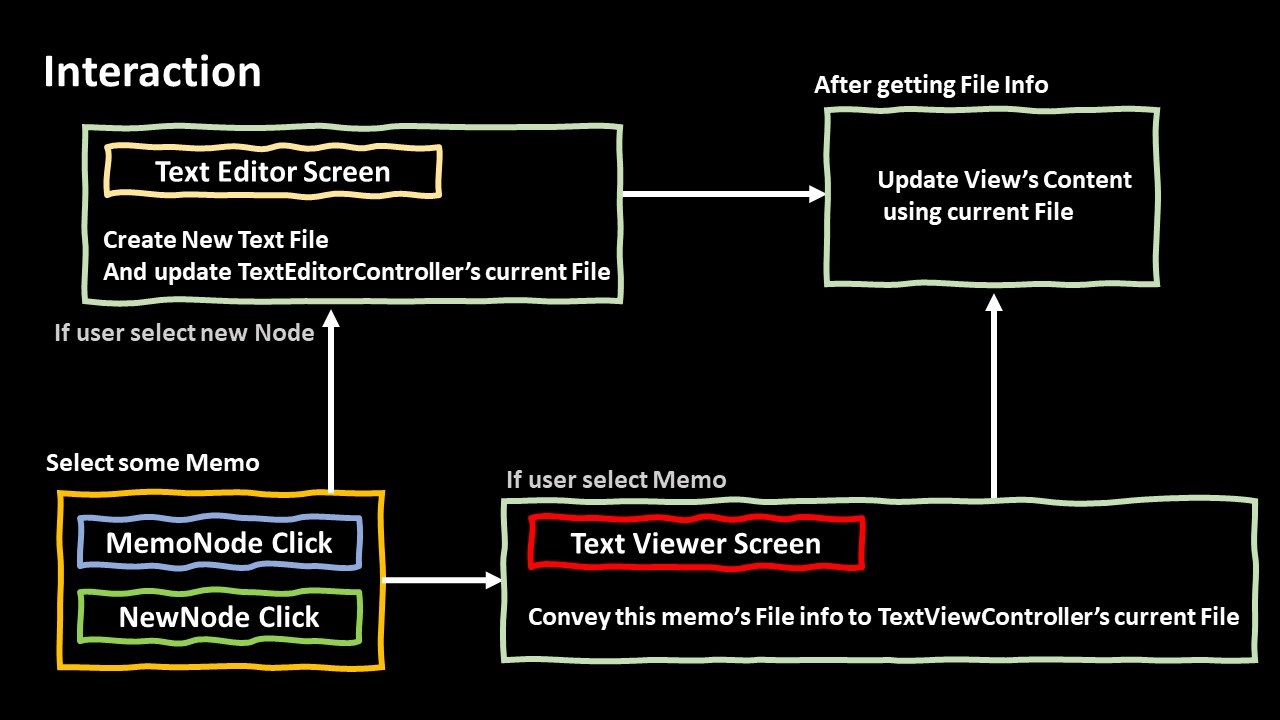 Interaction
After getting File Info
Text Editor Screen
Create New Text File
And update TextEditorController’s current File
Update View’s Content
using current File
If user select new Node
Select some Memo
MemoNode Click
NewNode Click
If user select Memo
Text Viewer Screen
Convey this memo’s File info to TextViewController’s current File